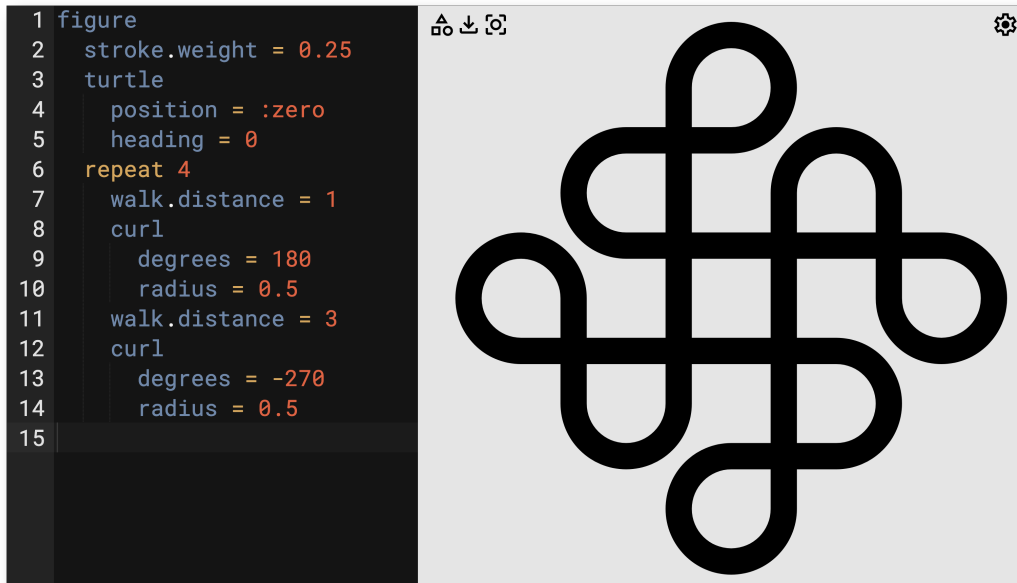 1 figure
2 stroke.weight = 0.25
3 turtle
4 position = :zero
5 heading = 0
6 repeat 4
7 walk.distance = 1
8 curl
9 degrees = 180
10 radius = 0.5
11 walk.distance = 3
12 curl
13 degrees = -270
14 radius = 0.5
15